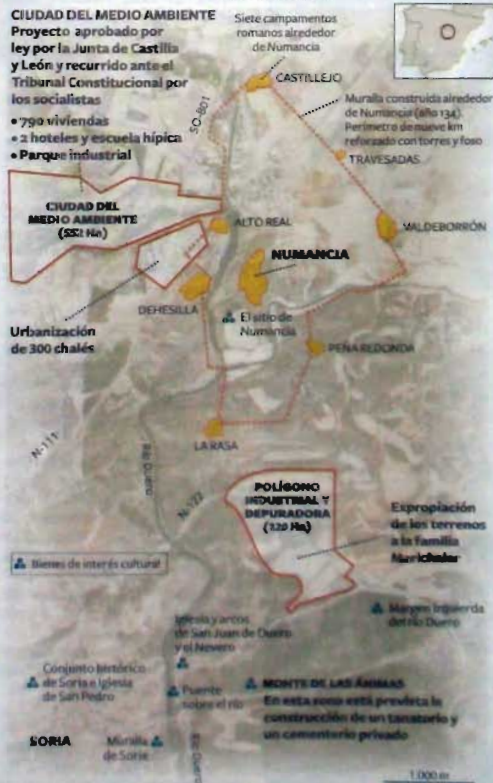 CIUDAD DEL MEDIO AMBIENTE
Proyecto aprobado por
ley por la Junta de Castilla
y León y recurrido ante el
Tribunal Constitucional por
los socialistas
• 790 viviendas
• 2 hoteles y escuela hípica
• Parque industrial
Siete campamentos
romanos alrededor
de Numancia
CASTILLEJO
SO-801
Muralla construida alrededor
de Numancia (año 134).
Perímetro de nueve km
reforzado con torres y foso
TRAVESADAS
CIUDAD DEL
MEDIO AMBIENTE
(552 Ha)
ALTO REAL
VALDEBORRÓN
NUMANCIA
DEHESILLA
El sitio de
Numancia
Urbanización
de 300 chalés
PEÑA REDONDA
LA RASA
N-111
Río Duero
N-122
POLÍGONO
INDUSTRIAL Y
DEPURADORA
(120 Ha)
Expropiación
de los terrenos
a la familia
Marichalar
Bienes de interés cultural
Iglesia y arcos
de San Juan de Duero
y el Nevero
Margen Izquierda
del río Duero
Conjunto histórico
de Soria e Iglesia
de San Pedro
Puente
sobre el río
MONTE DE LAS ÁNIMAS
En esta zona está prevista la
construcción de un tanatorio y
un cementerio privado
SORIA
Muralla
de Soria
Río Duero
1.000 m